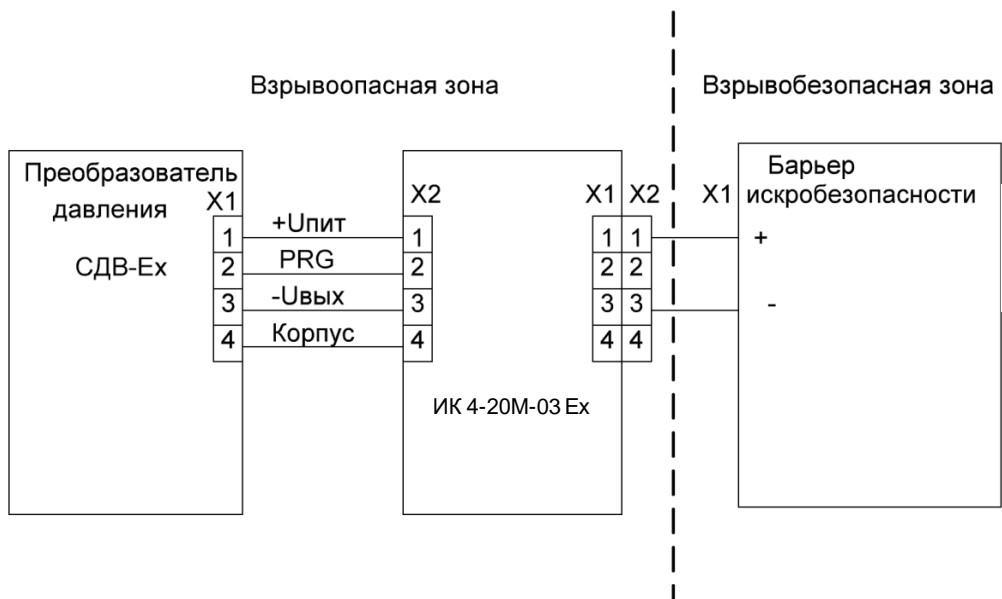 Взрывоопасная зона
Взрывобезопасная зона
Преобразователь
давления
СДВ-Ех
X1
1
2
3
4
+Uпит
PRG
-Uвых
Корпус
X2
1
2
3
4
ИК 4-20М-03 Ех
X1 X2
1 1
2 2
3 3
4 4
X1
Барьер
искробезопасности
+
-